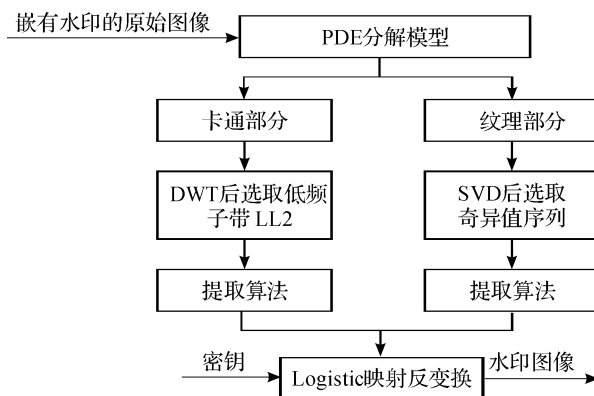 嵌有水印的原始图像
PDE分解模型
卡通部分
纹理部分
DWT后选取低频
子带 LL2
SVD后选取
奇异值序列
提取算法
提取算法
密钥
Logistic映射反变换
水印图像